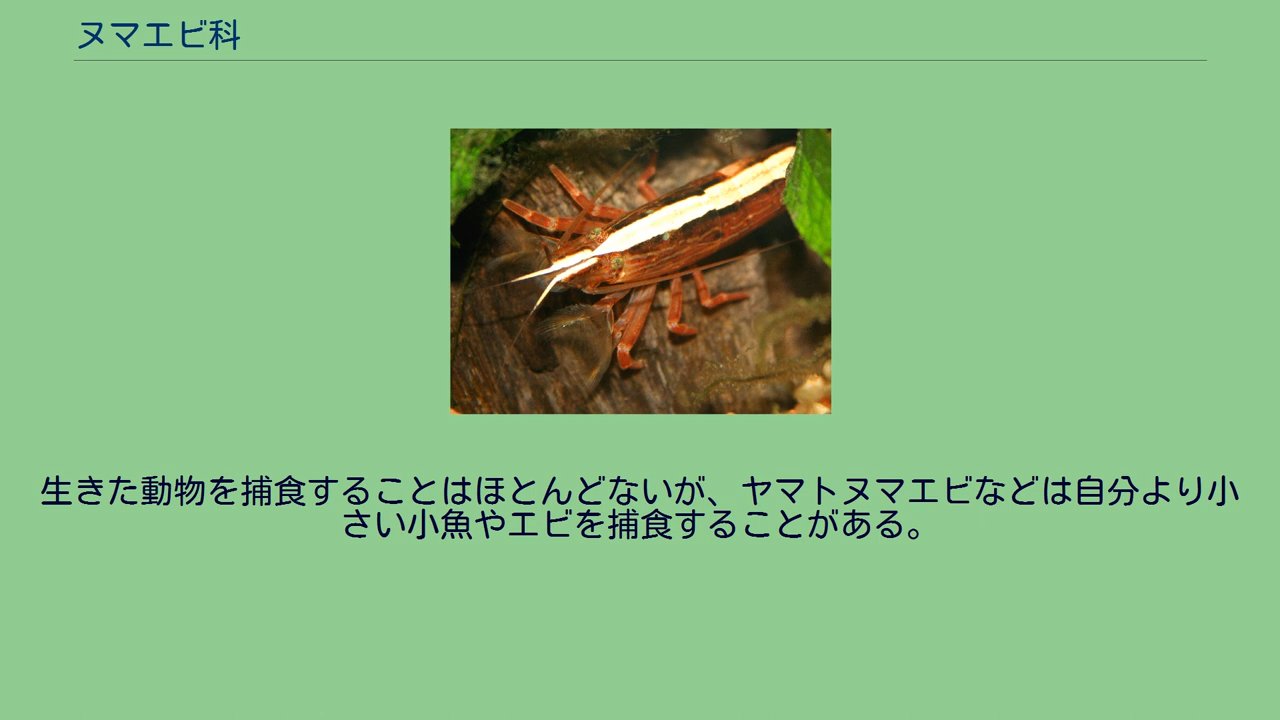 ヌマエビ科
生きた動物を捕食することはほとんどないが、ヤマトヌマエビなどは自分より小
さい小魚やエビを捕食することがある。